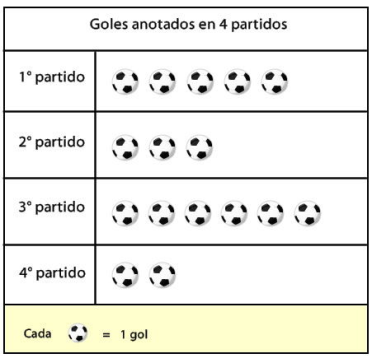 Goles anotados en 4 partidos
1° partido
2° partido
3° partido
4° partido
Cada = 1 gol